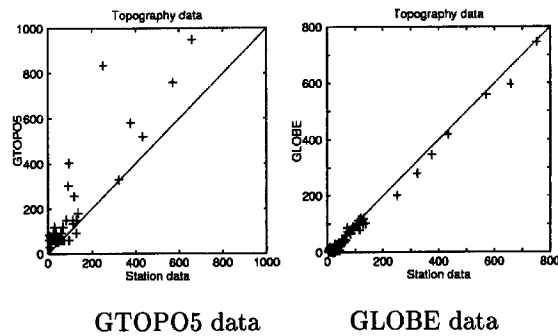 Topography data
1000
800
600
400
200
0
0 200 400 600 800 1000
GTOPO5
Station data
Topography data
800
600
400
200
0
0 200 400 600 800
GLOBE
Station data
GTOPO5 data
GLOBE data